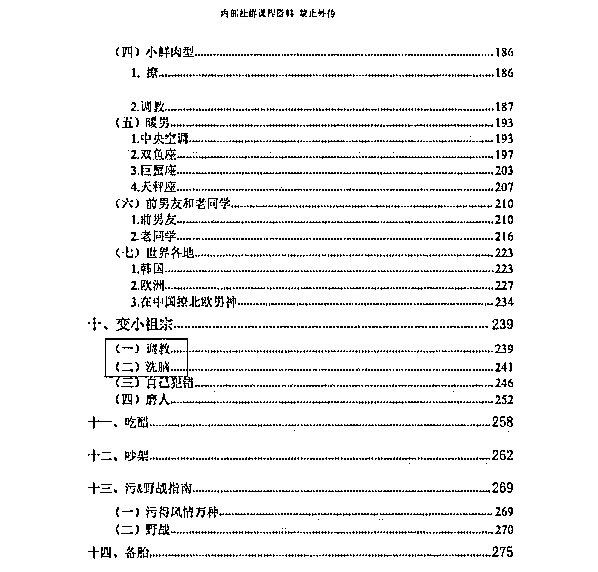 内部社群课程资料 禁止外传
（四）小鲜肉型 186
1. 撩 186
2.调教 187
（五）暖男 193
1.中央空调 193
2.双鱼座 197
3.巨蟹座 203
4.天秤座 207
（六）前男友和老同学 210
1.前男友 210
2.老同学 216
（七）世界各地 223
1.韩国 223
2.欧洲 227
3.在中国撩北欧男神 234
十、变小祖宗 239
（一）调教 239
（二）洗脑 241
（三）自己犯错 246
（四）磨人 252
十一、吃醋 258
十二、吵架 262
十三、污&野战指南 269
（一）污得风情万种 269
（二）野战 270
十四、备胎 275